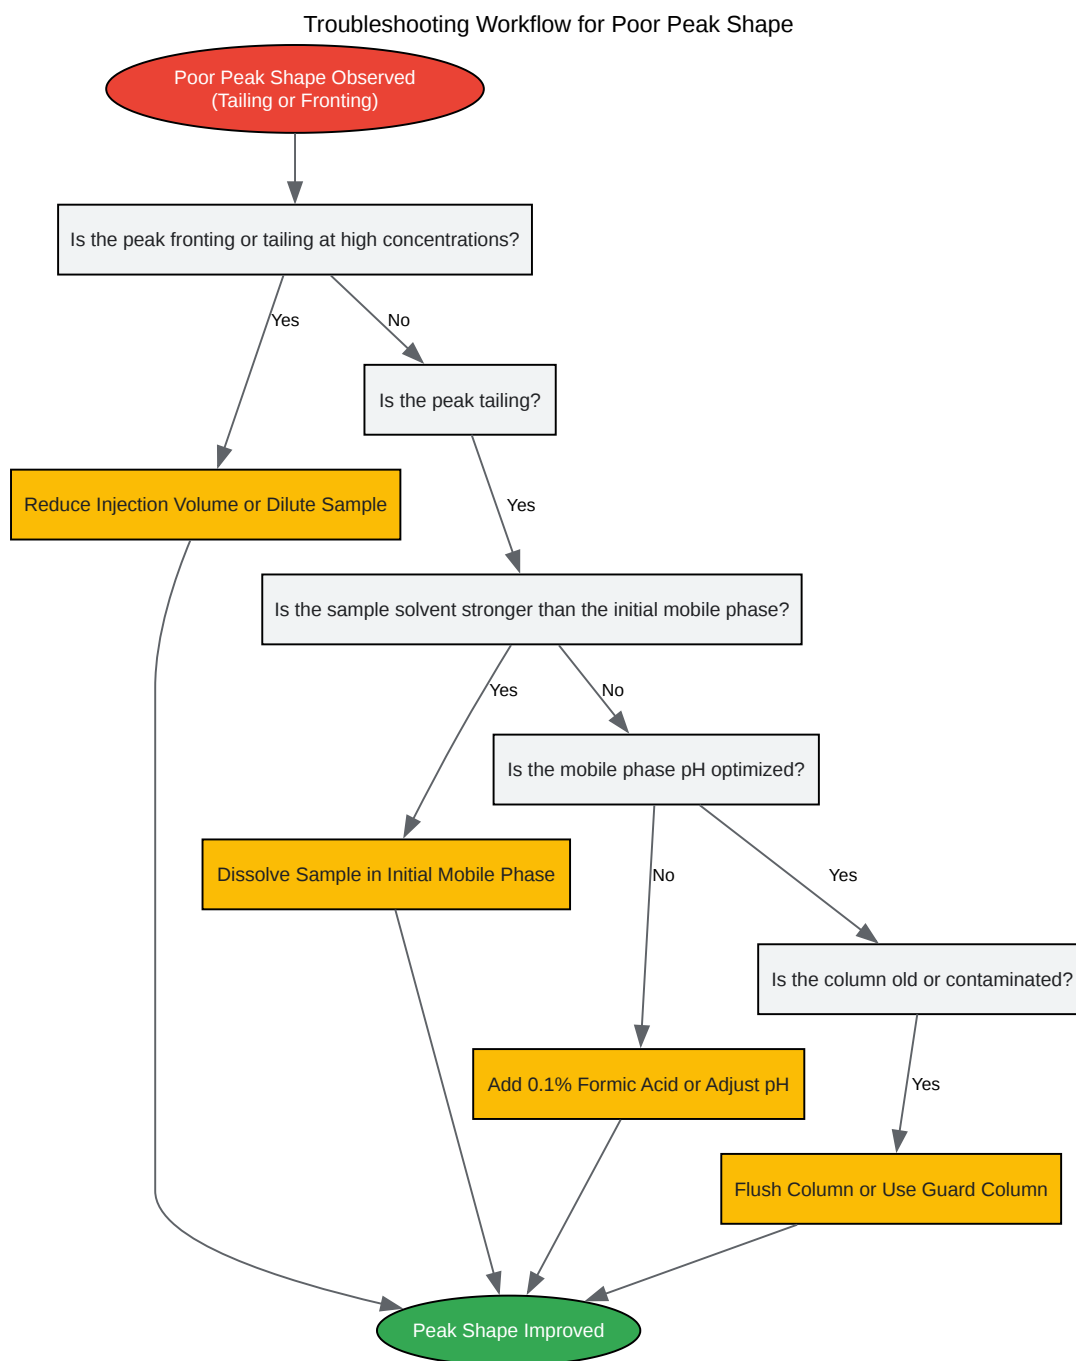 Troubleshooting Workflow for Poor Peak Shape
Poor Peak Shape Observed
(Tailing or Fronting)
Is the peak fronting or tailing at high concentrations?
Yes
No
Is the peak tailing?
Reduce Injection Volume or Dilute Sample
Yes
Is the sample solvent stronger than the initial mobile phase?
Yes
No
Is the mobile phase pH optimized?
Dissolve Sample in Initial Mobile Phase
No
Yes
Is the column old or contaminated?
Add 0.1% Formic Acid or Adjust pH
Yes
Flush Column or Use Guard Column
Peak Shape Improved